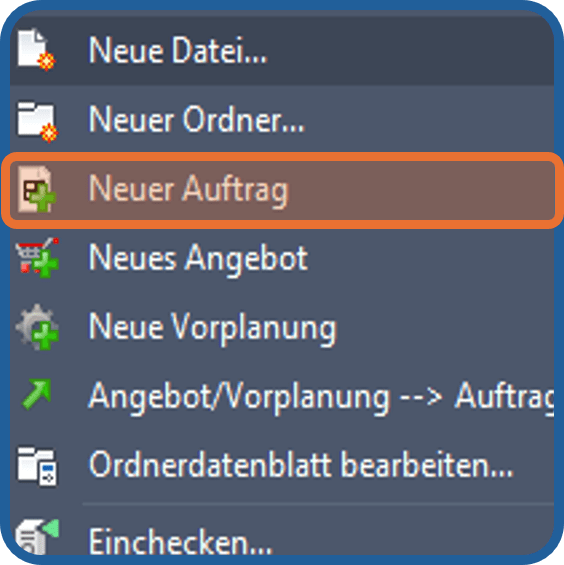 Neue Datei...
Neuer Ordner...
Neuer Auftrag
Neues Angebot
Neue Vorplanung
Angebot/Vorplanung --> Auftrag
Ordnerdatenblatt bearbeiten...
Einchecken...